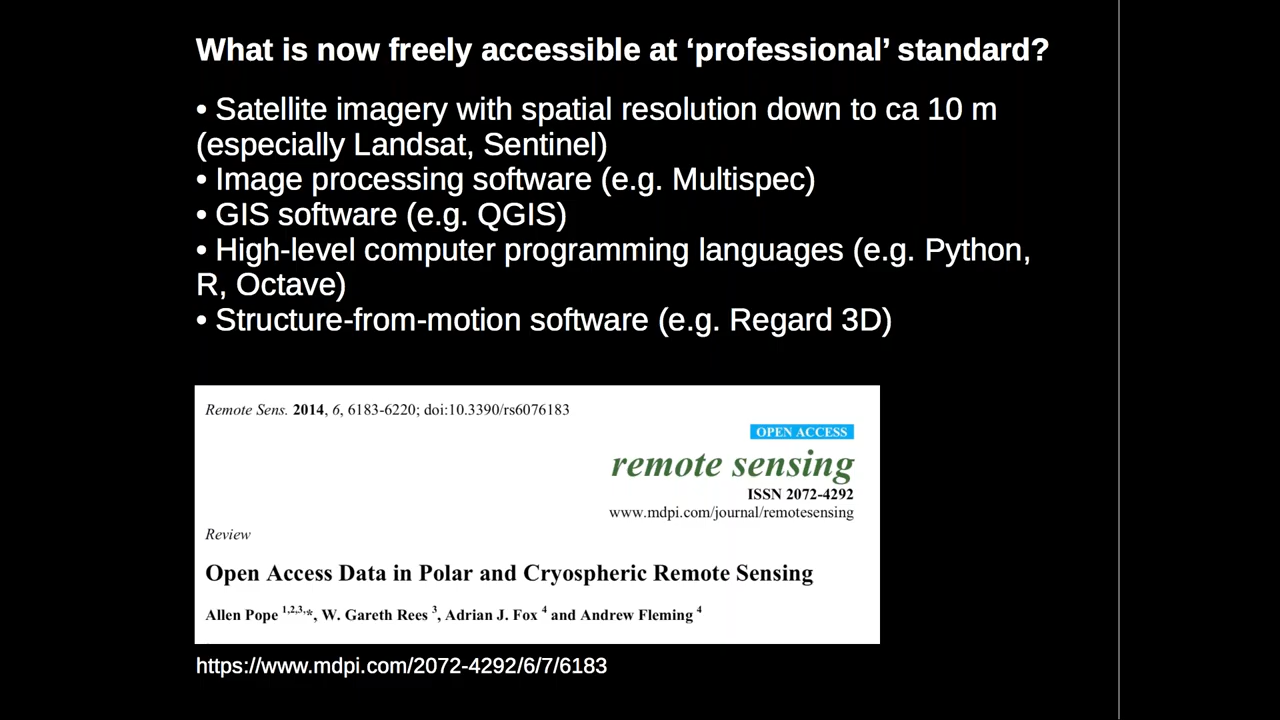 What is now freely accessible at ‘professional’ standard?
• Satellite imagery with spatial resolution down to ca 10 m
(especially Landsat, Sentinel)
• Image processing software (e.g. Multispec)
• GIS software (e.g. QGIS)
• High-level computer programming languages (e.g. Python,
R, Octave)
• Structure-from-motion software (e.g. Regard 3D)
Remote Sens. 2014, 6, 6183-6220; doi:10.3390/rs6076183
OPEN ACCESS
remote sensing
ISSN 2072-4292
www.mdpi.com/journal/remotesensing
Review
Open Access Data in Polar and Cryospheric Remote Sensing
Allen Pope 1,2,3,*, W. Gareth Rees 3, Adrian J. Fox 4 and Andrew Fleming 4
https://www.mdpi.com/2072-4292/6/7/6183